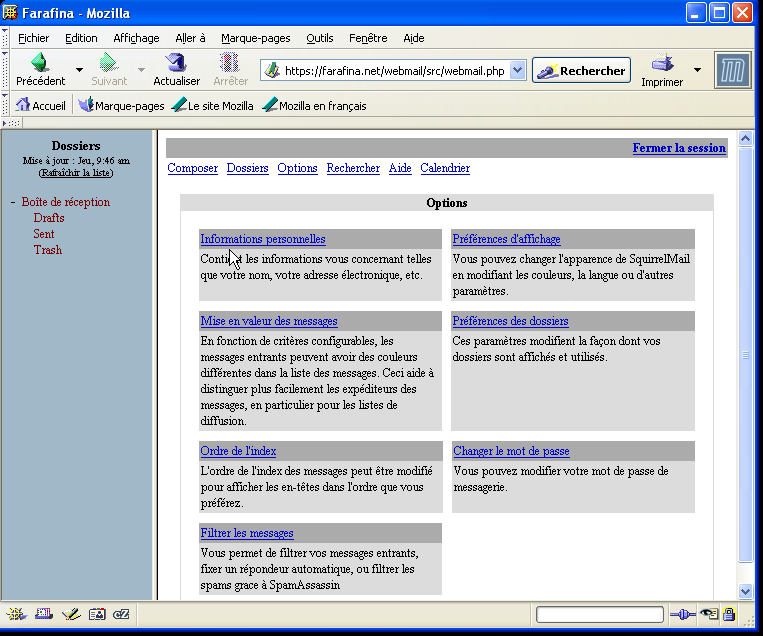 Farafina - Mozilla
Fichier Edition Affichage Aller à Marque-pages Outils Fenêtre Aide
Précédent Suivant Actualiser Arrêter https://farafina.net/webmail/src/webmail.php Rechercher Imprimer
Accueil Marque-pages Le site Mozilla Mozilla en français
Dossiers
Mise à jour : Jeu, 9:46 am
(Rafraîchir la liste)
- Boîte de réception
Drafts
Sent
Trash
Fermer la session
Composer Dossiers Options Rechercher Aide Calendrier
Options
Informations personnelles
Contient les informations vous concernant telles
que votre nom, votre adresse électronique, etc.
Préférences d'affichage
Vous pouvez changer l'apparence de SquirrelMail
en modifiant les couleurs, la langue ou d'autres
paramètres.
Mise en valeur des messages
En fonction de critères configurables, les
messages entrants peuvent avoir des couleurs
différentes dans la liste des messages. Ceci aide à
distinguer plus facilement les expéditeurs des
messages, en particulier pour les listes de
diffusion.
Préférences des dossiers
Ces paramètres modifient la façon dont vos
dossiers sont affichés et utilisés.
Ordre de l'index
L'ordre de l'index des messages peut être modifié
pour afficher les en-têtes dans l'ordre que vous
préférez.
Changer le mot de passe
Vous pouvez modifier votre mot de passe de
messagerie.
Filtrer les messages
Vous permet de filtrer vos messages entrants,
fixer un répondeur automatique, ou filtrer les
spams grace à SpamAssassin